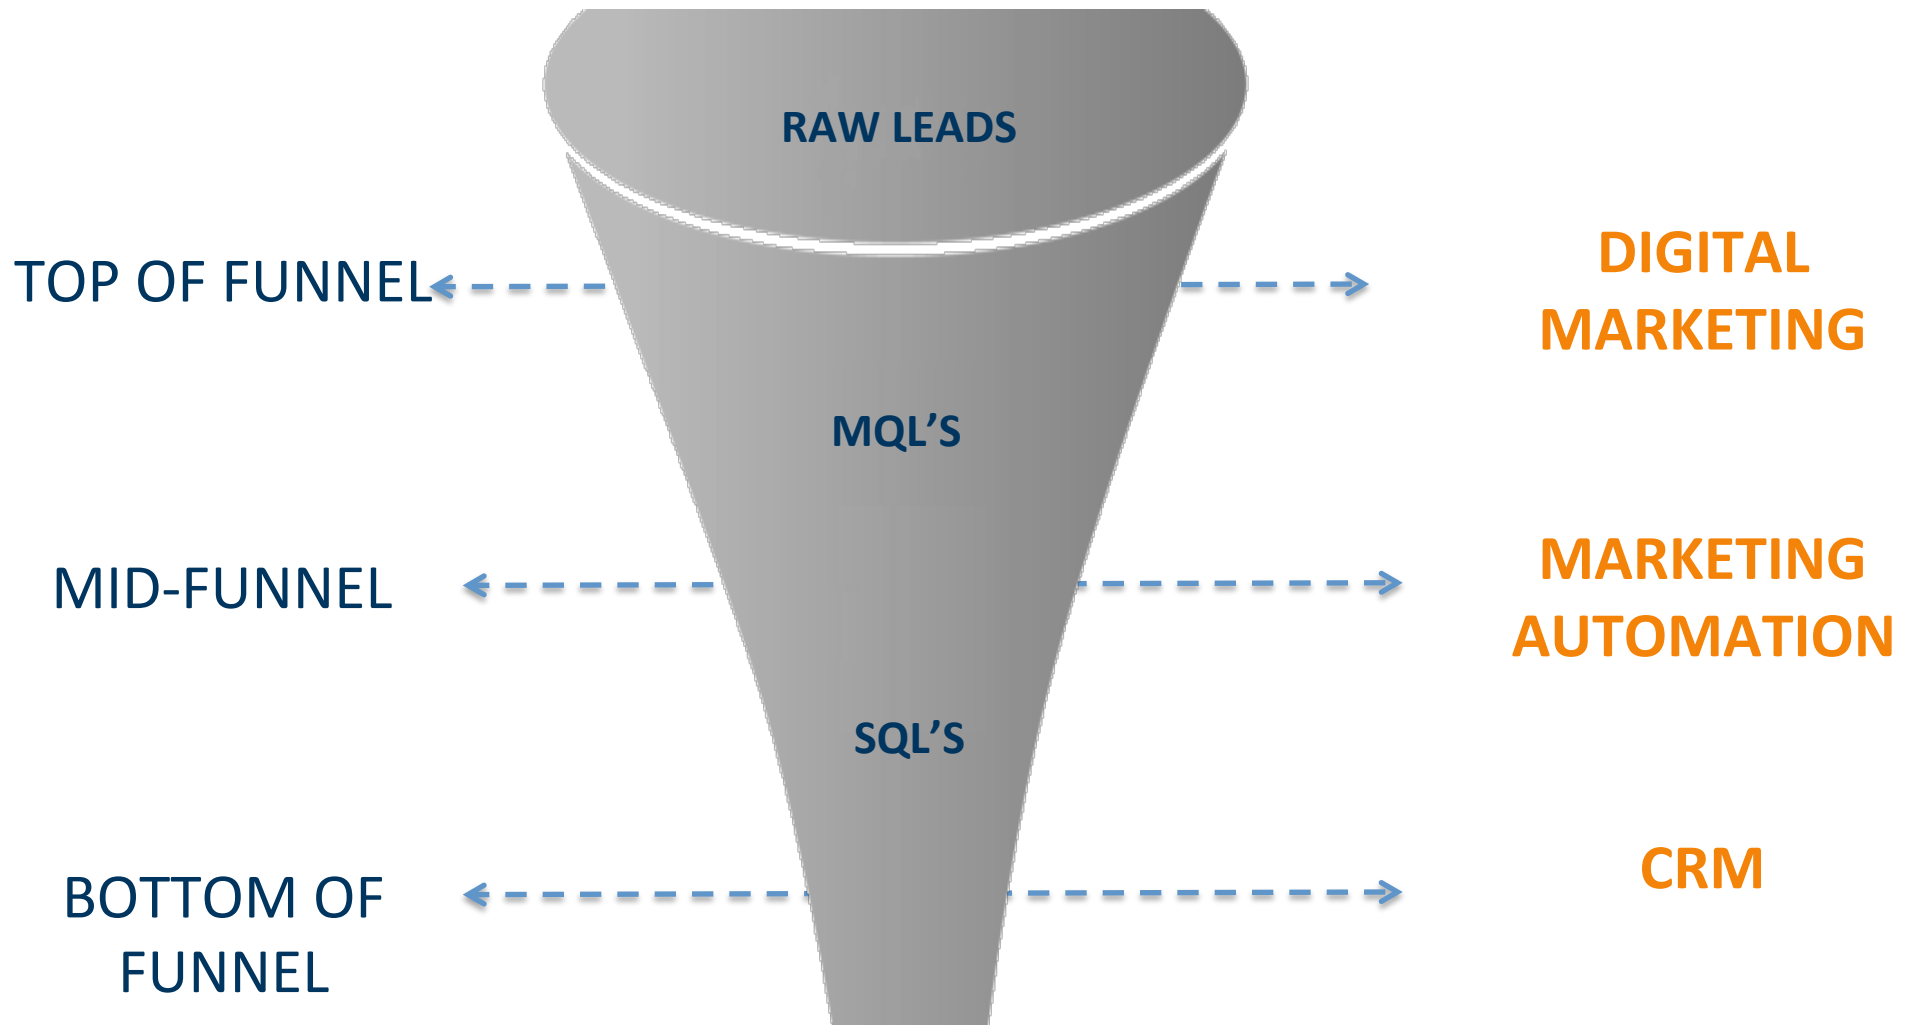 RAW LEADS
TOP OF FUNNEL
DIGITAL
MARKETING
MQL’S
MID-FUNNEL
MARKETING
AUTOMATION
SQL’S
BOTTOM OF
FUNNEL
CRM